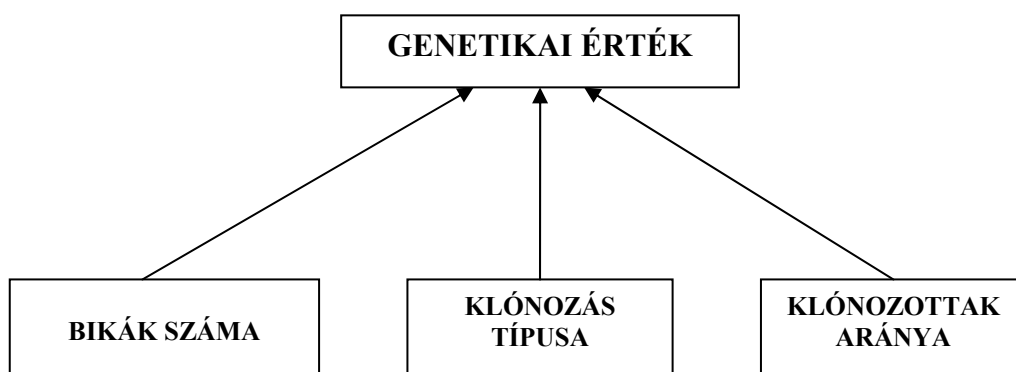 GENETIKAI ÉRTÉK
BIKÁK SZÁMA
KLÓNOZÁS
TÍPUSA
KLÓNOZOTTAK
ARÁNYA